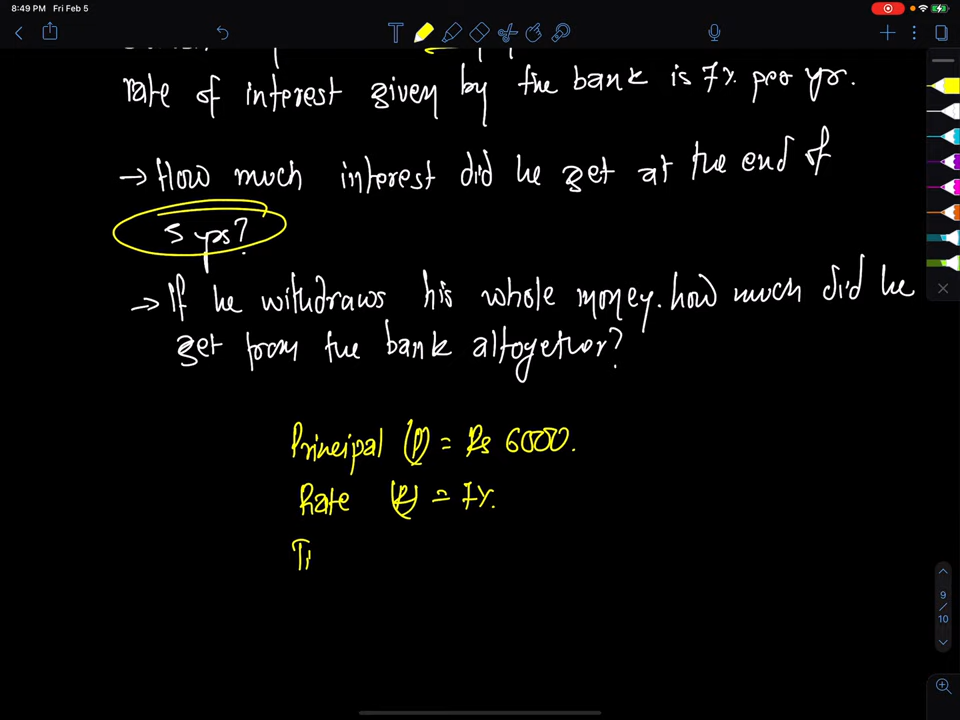 8:49 PM Fri Feb 5
rate of interest given by the bank is 7% per yr.
→ How much interest did he get at the end of
5 yrs?
→ If he withdraws his whole money. how much did he
get from the bank altogether?
Principal (P) = Rs 6000.
Rate (R) = 7%.
Ti
9
/
10